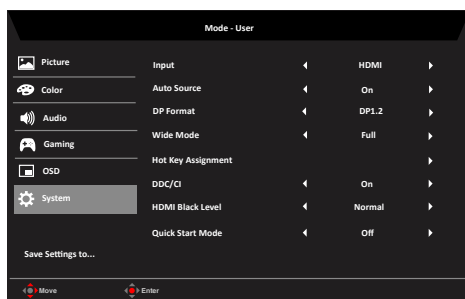 Mode - User
Picture
Color
Audio
Gaming
OSD
System
Save Settings to...
Input HDMI
Auto Source On
DP Format DP1.2
Wide Mode Full
Hot Key Assignment
DDC/CI On
HDMI Black Level Normal
Quick Start Mode Off
Move Enter